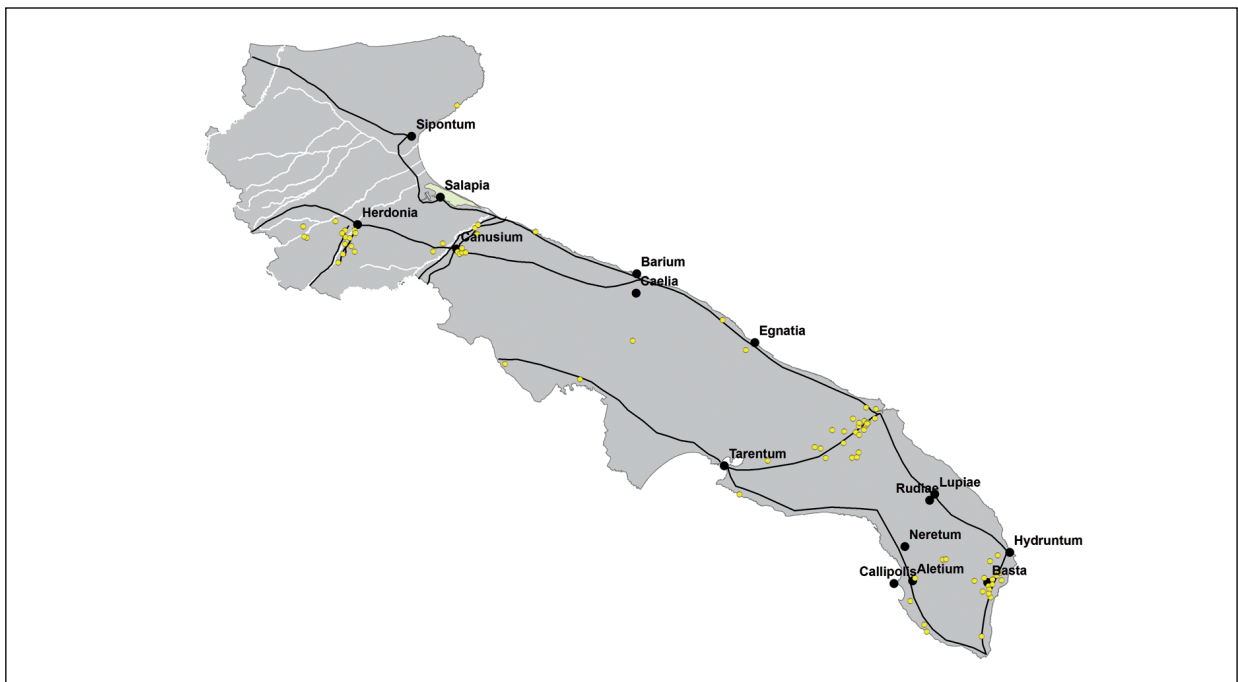 Sipontum
Salapia
Herdonia
Canusium
Barium
Caelia
Egnatia
Tarentum
Rudiae
Lupiae
Neretum
Hydruntum
Callipolis
Aletium
Basta